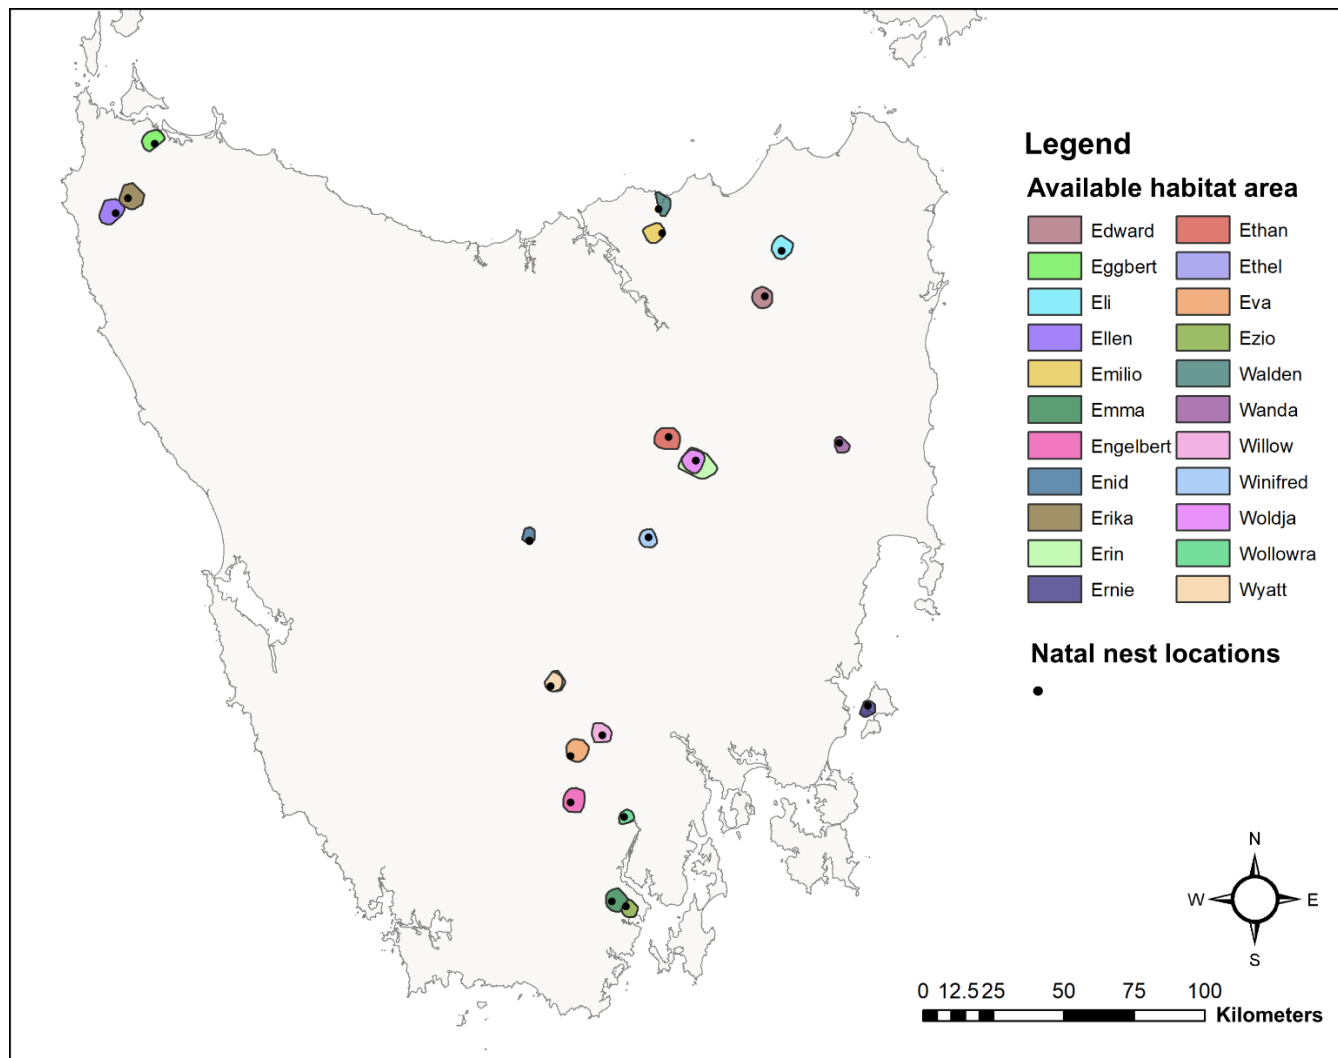 Legend
Available habitat area
Edward Ethan
Eggbert Ethel
Eli Eva
Ellen Ezio
Emilio Walden
Emma Wanda
Engelbert Willow
Enid Winifred
Erika Woldja
Erin Wollowra
Ernie Wyatt
Natal nest locations
N
W E
S
0 12.5 25 50 75 100
Kilometers